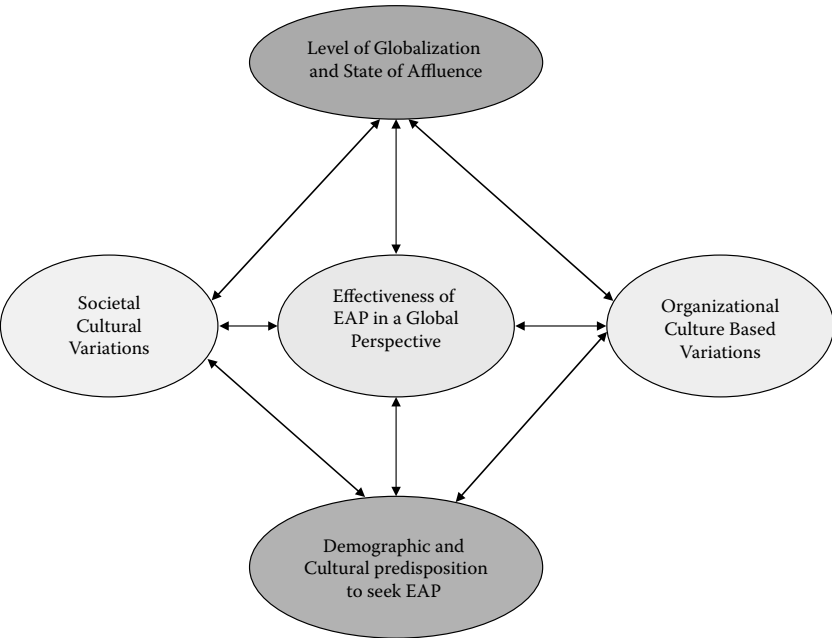 Level of Globalization
and State of Affluence
Societal
Cultural
Variations
Effectiveness of
EAP in a Global
Perspective
Organizational
Culture Based
Variations
Demographic and
Cultural predisposition
to seek EAP